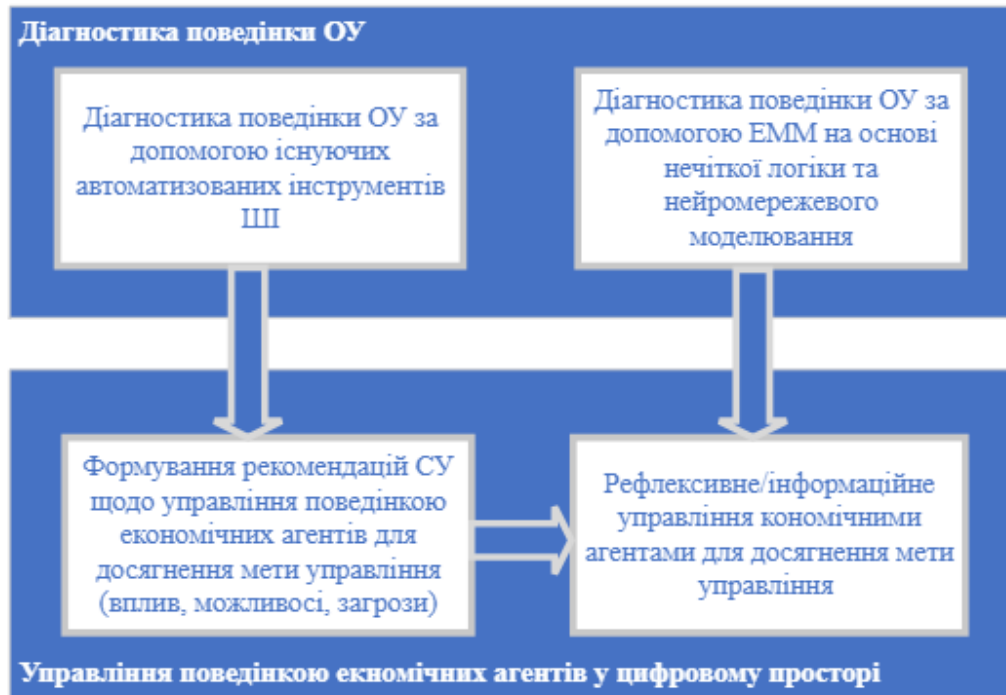 Діагностика поведінки ОУ
Діагностика поведінки ОУ за
допомогою існуючих
автоматизованих інструментів
ШІ
Діагностика поведінки ОУ за
допомогою ЕММ на основі
нечіткої логіки та
нейромережевого
моделювання
Формування рекомендацій СУ
щодо управління поведінкою
економічних агентів для
досягнення мети управління
(вплив, можливосі, загрози)
Рефлексивне/інформаційне
управління кономічними
агентами для досягнення мети
управління
Управління поведінкою екномічних агентів у цифровому просторі